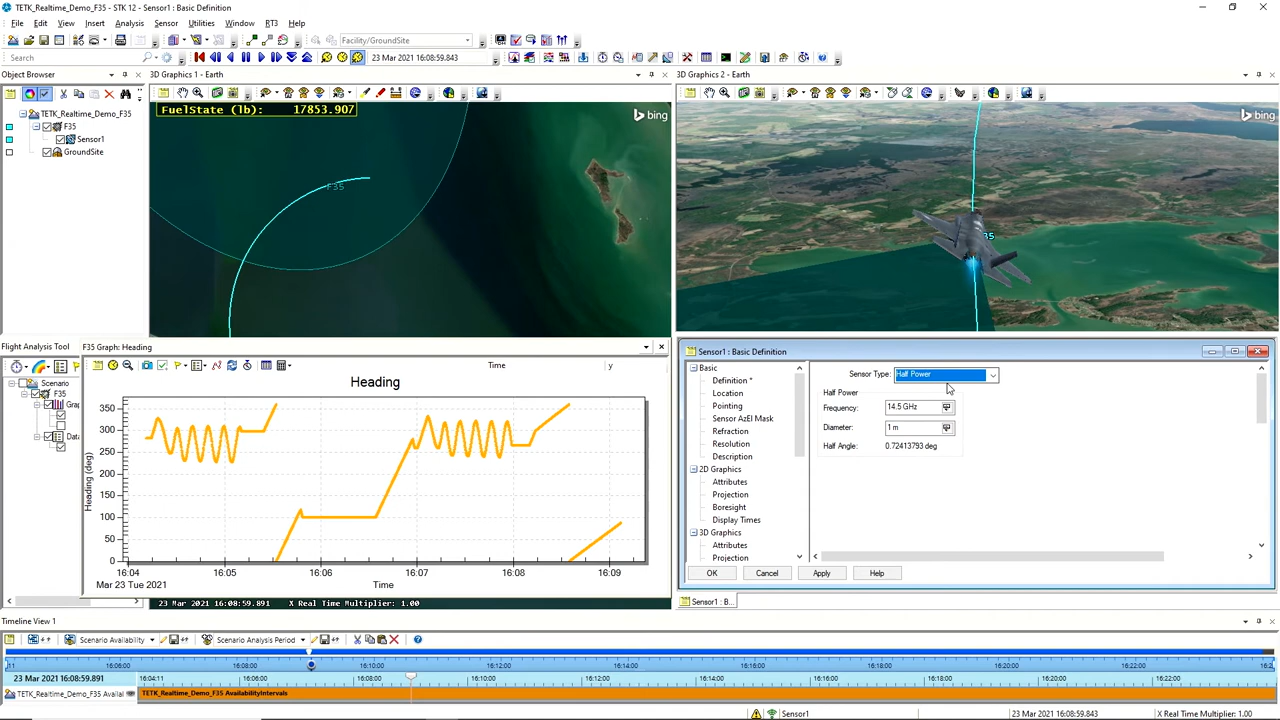 TETK_Realtime_Demo_F35 - STK 12 - Sensor1 : Basic Definition
File Edit View Insert Analysis Sensor Utilities Window RT3 Help
Facility/GroundSite
Search
23 Mar 2021 16:08:59.843
Object Browser
3D Graphics 1 - Earth
3D Graphics 2 - Earth
TETK_Realtime_Demo_F35
F35
Sensor1
GroundSite
FuelState (lb): 17853.907
bing
F35
bing
35
Flight Analysis Tool
Scenario
F35
Grap
Data
F35 Graph: Heading
Time
y
Heading
Heading (deg)
350
300
250
200
150
100
50
0
16:04 16:05 16:06 16:07 16:08 16:09
Mar 23 Tue 2021
Time
23 Mar 2021 16:08:59.891 X Real Time Multiplier: 1.00
Sensor1 : Basic Definition
Basic
Definition *
Location
Pointing
Sensor AzEl Mask
Refraction
Resolution
Description
2D Graphics
Attributes
Projection
Boresight
Display Times
3D Graphics
Attributes
Projection
Sensor Type: Half Power
Half Power
Frequency: 14.5 GHz
Diameter: 1 m
Half Angle: 0.72413793 deg
OK Cancel Apply Help
Sensor1 : B...
Timeline View 1
Scenario Availability
Scenario Analysis Period
:11 16:06:00 16:08:00 16:10:00 16:12:00 16:14:00 16:16:00 16:18:00 16:20:00 16:22:00 16:2
23 Mar 2021 16:08:59.891
16:04:11 16:06:00 16:08:00 16:10:00 16:12:00 16:14:00 16:16:00 16:18:00 16:20:00 16:22:00
TETK_Realtime_Demo_F35 Availal
TETK_Realtime_Demo_F35 AvailabilityIntervals
Sensor1
23 Mar 2021 16:08:59.843
X Real Time Multiplier: 1.00